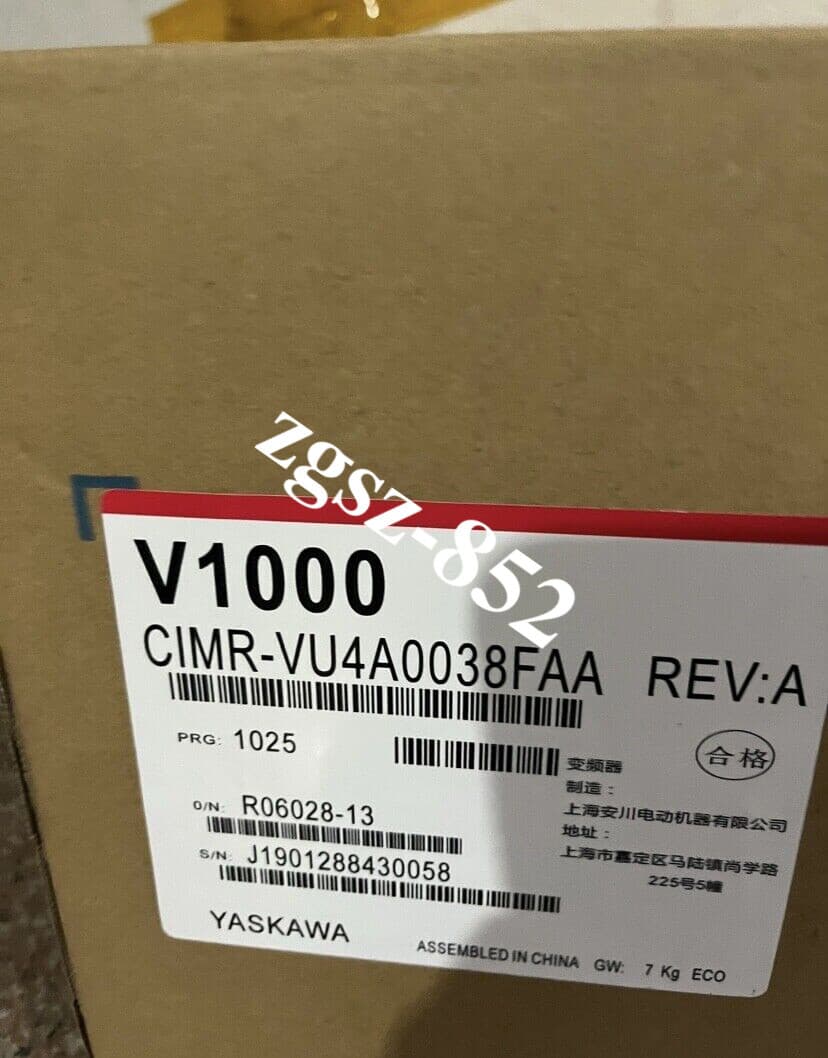 zgsz-852
V1000
CIMR-VU4A0038FAA REV:A
PRG: 1025
合格
变频器
制造：
上海安川电动机器有限公司
地址：
上海市嘉定区马陆镇尚学路
225号5幢
O/N: R06028-13
S/N: J1901288430058
YASKAWA
ASSEMBLED IN CHINA GW: 7 Kg ECO